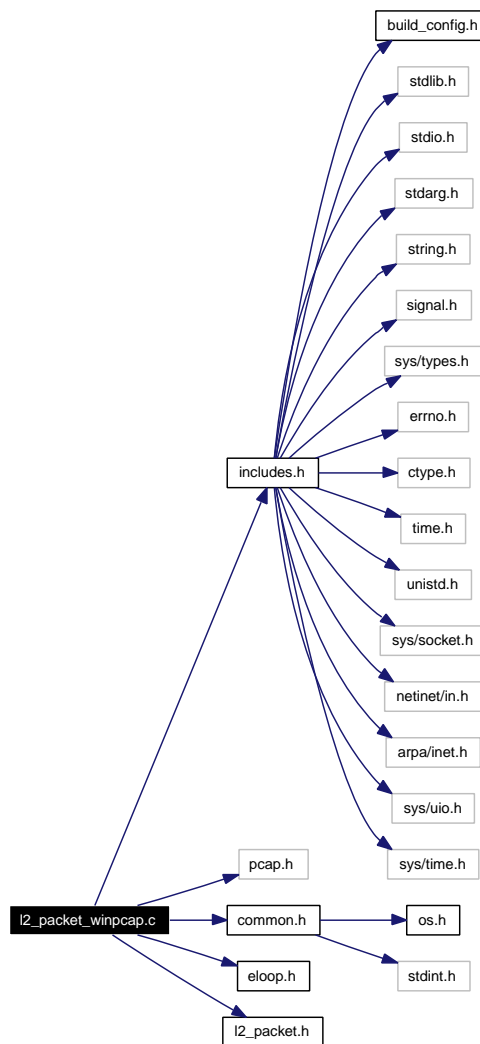 build_config.h
stdlib.h
stdio.h
stdarg.h
string.h
signal.h
sys/types.h
errno.h
includes.h
ctype.h
time.h
unistd.h
sys/socket.h
netinet/in.h
arpa/inet.h
sys/uio.h
pcap.h
sys/time.h
l2_packet_winpcap.c
common.h
os.h
eloop.h
stdint.h
l2_packet.h